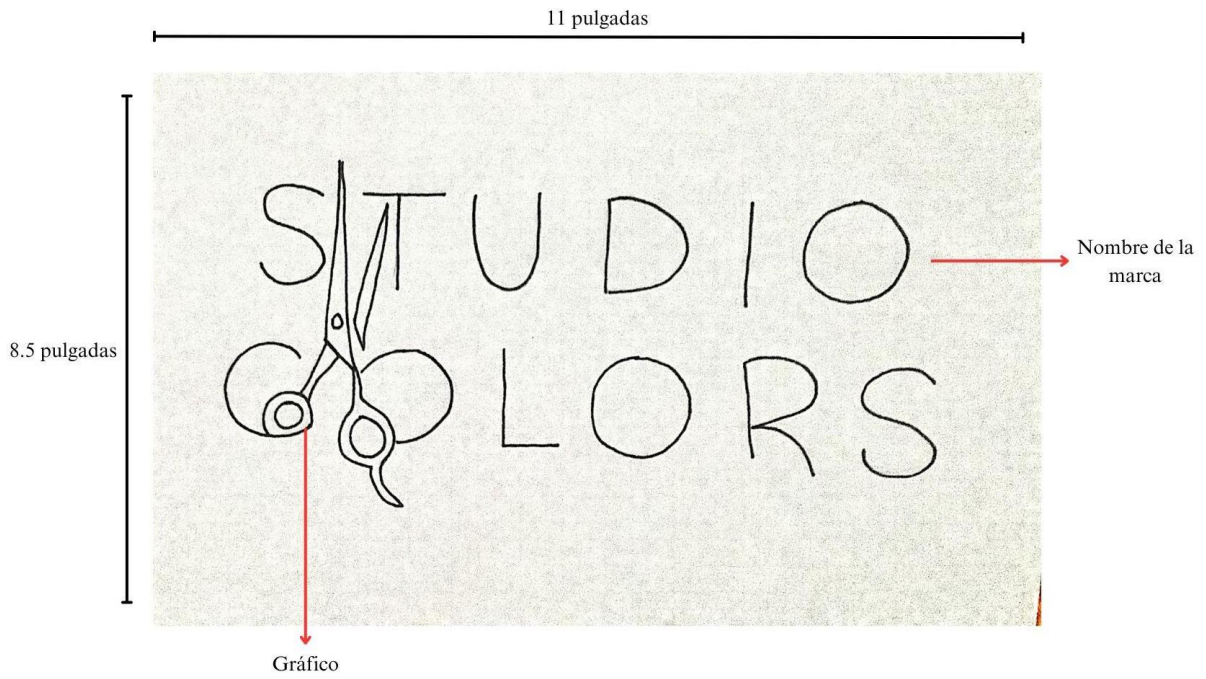 11 pulgadas
STUDIO
COLORS
Nombre de la
marca
8.5 pulgadas
Gráfico